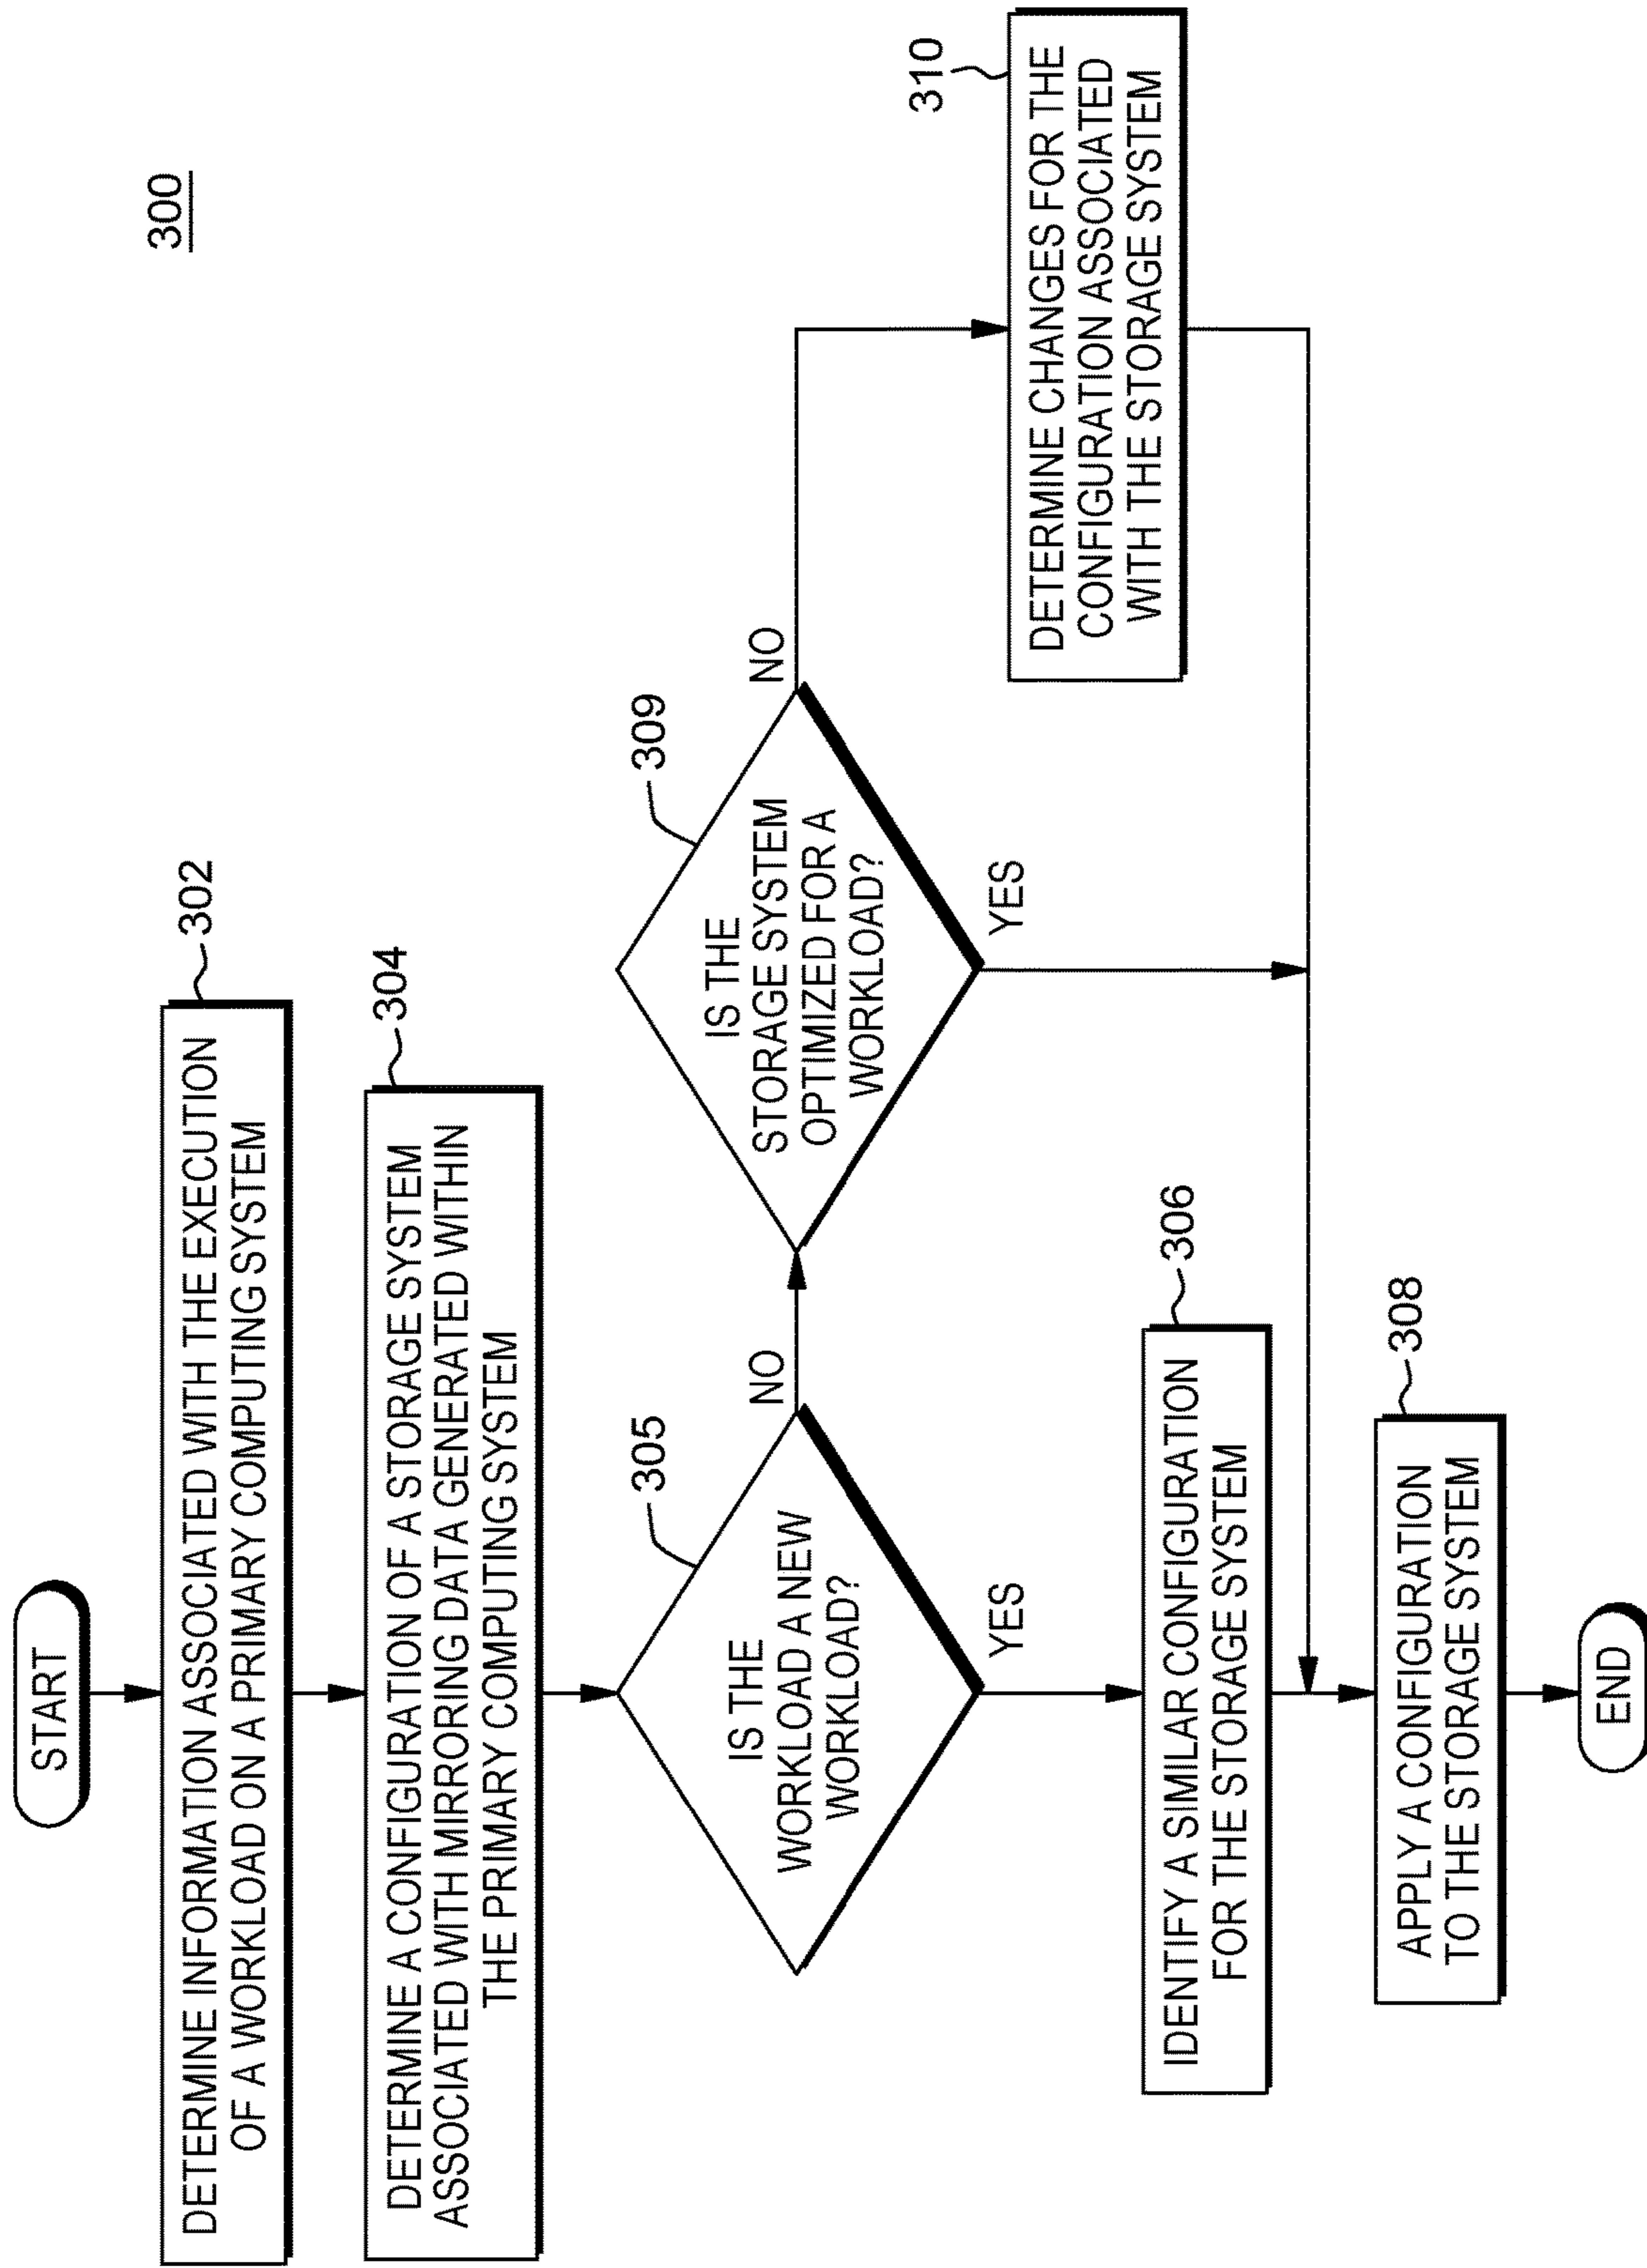 300
START
302
DETERMINE INFORMATION ASSOCIATED WITH THE EXECUTION
OF A WORKLOAD ON A PRIMARY COMPUTING SYSTEM
304
DETERMINE A CONFIGURATION OF A STORAGE SYSTEM
ASSOCIATED WITH MIRRORING DATA GENERATED WITHIN
THE PRIMARY COMPUTING SYSTEM
305
IS THE
WORKLOAD A NEW
WORKLOAD?
NO
YES
309
IS THE
STORAGE SYSTEM
OPTIMIZED FOR A
WORKLOAD?
NO
YES
310
DETERMINE CHANGES FOR THE
CONFIGURATION ASSOCIATED
WITH THE STORAGE SYSTEM
306
IDENTIFY A SIMILAR CONFIGURATION
FOR THE STORAGE SYSTEM
308
APPLY A CONFIGURATION
TO THE STORAGE SYSTEM
END